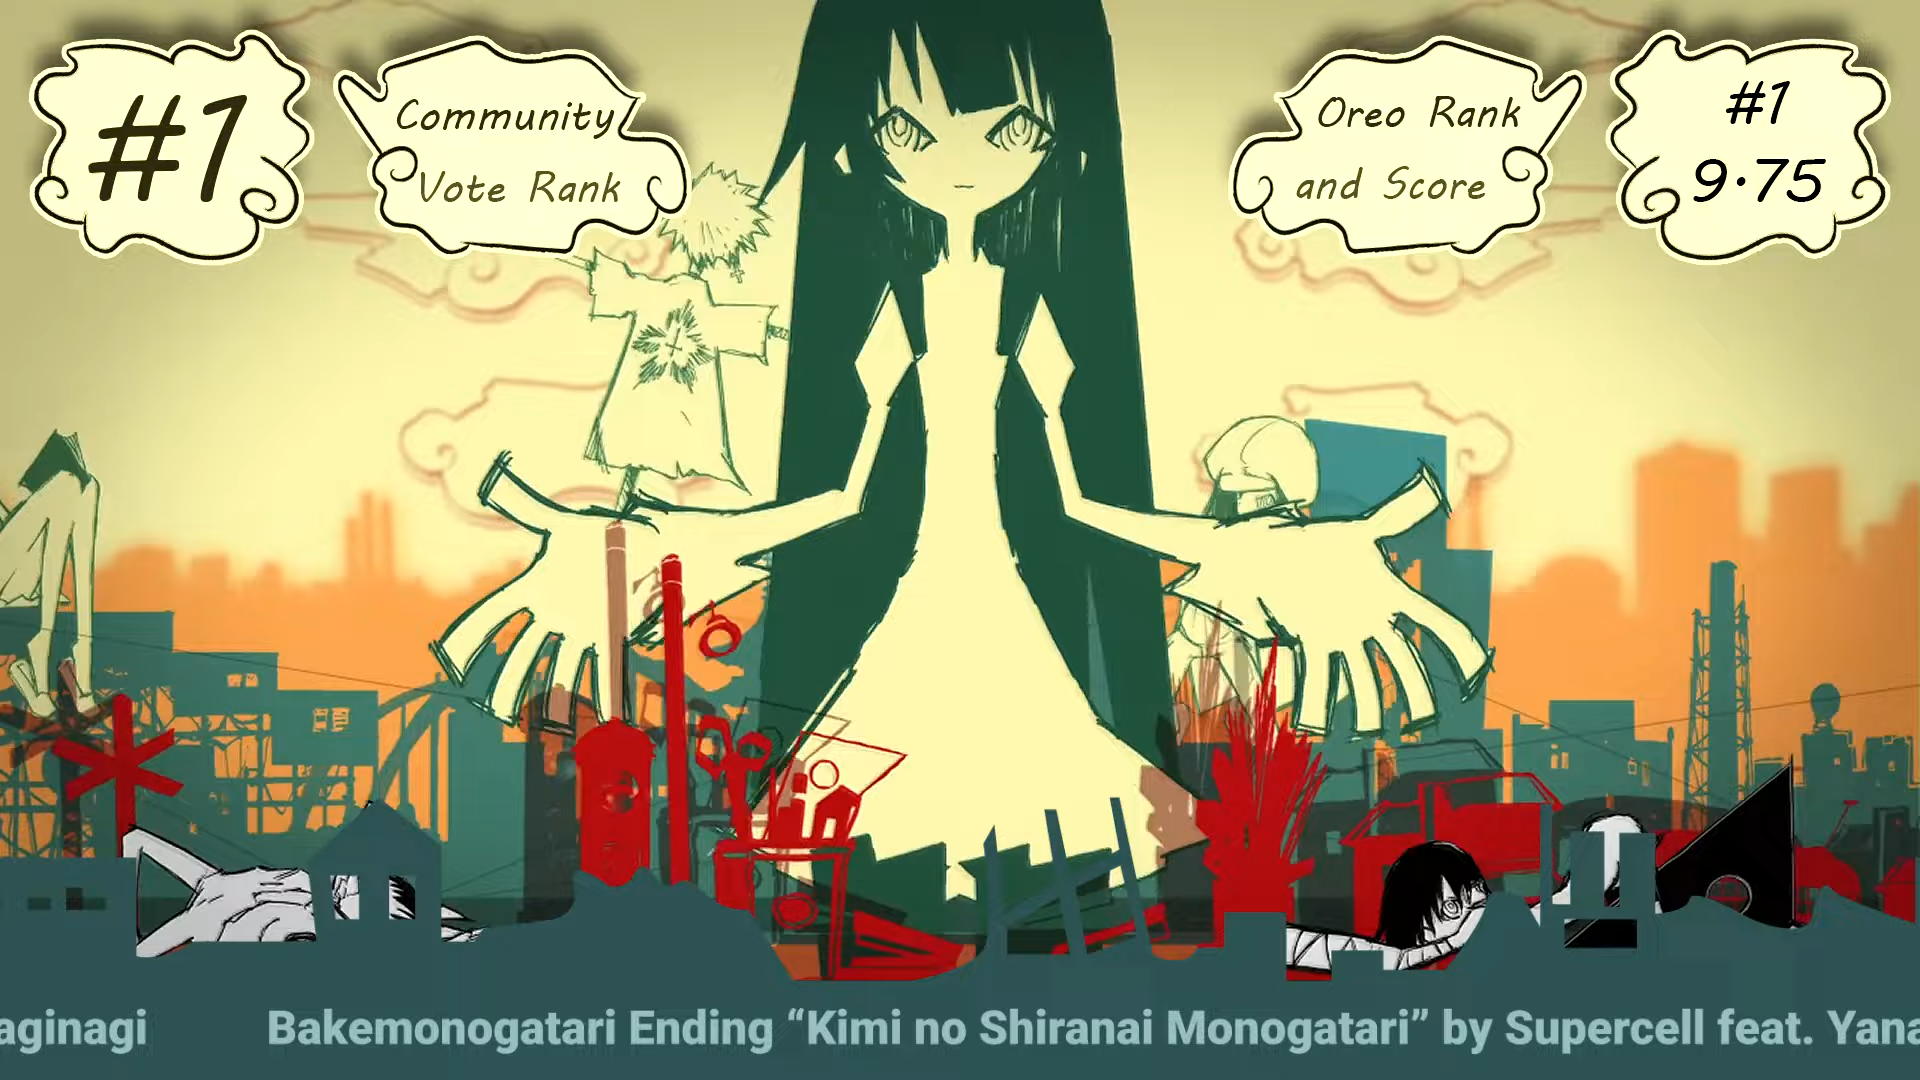 #1
Community
Vote Rank
Oreo Rank
and Score
#1
9.75
aginagi
Bakemonogatari Ending “Kimi no Shiranai Monogatari” by Supercell feat. Yana